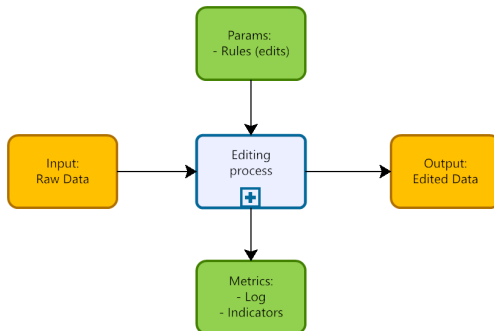 Params:
- Rules (edits)
Input:
Raw Data
Editing
process
Output:
Edited Data
Metrics:
- Log
- Indicators